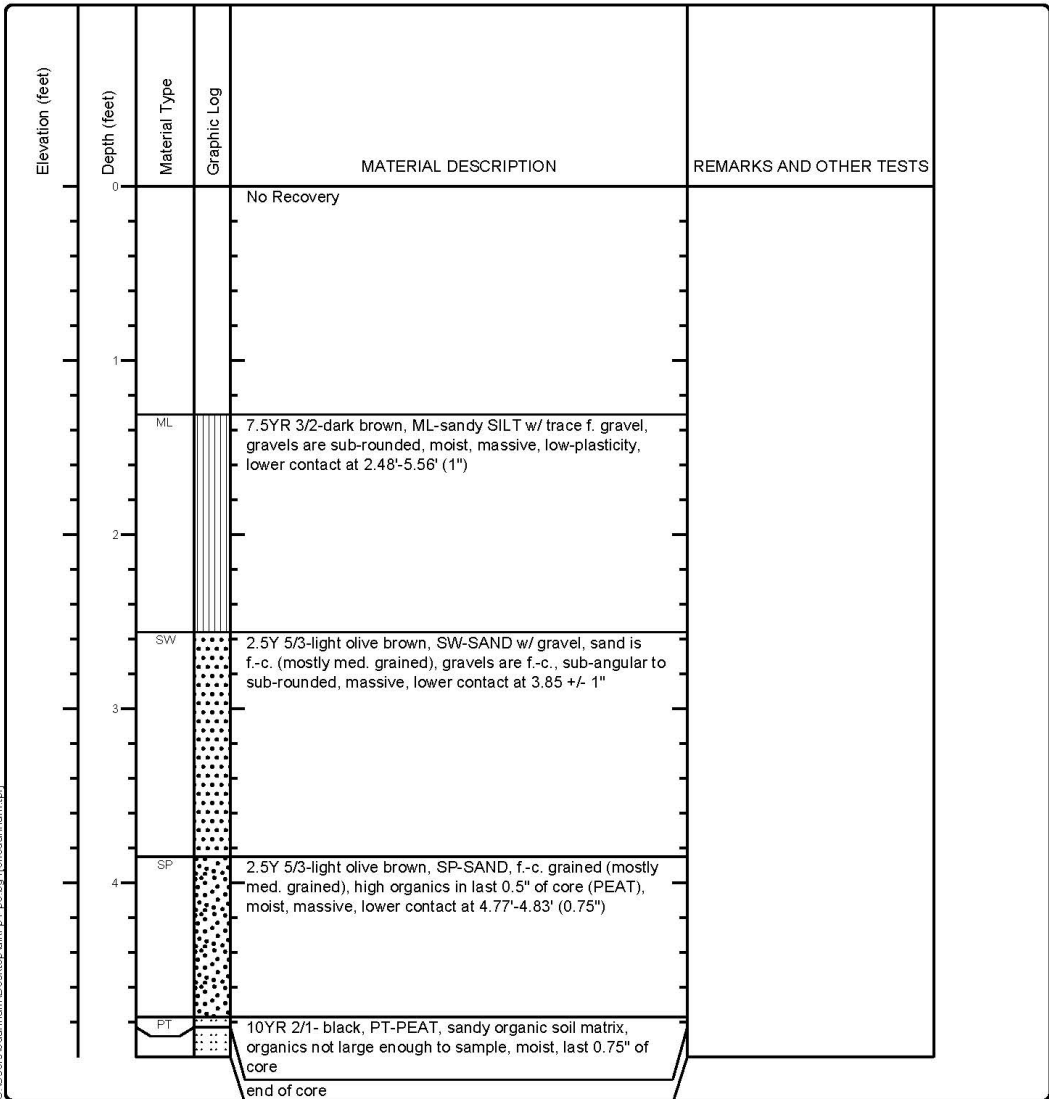 Elevation (feet)
Depth (feet)
Material Type
Graphic Log
MATERIAL DESCRIPTION
REMARKS AND OTHER TESTS
0
No Recovery
1
ML
7.5YR 3/2-dark brown, ML-sandy SILT w/ trace f. gravel,
gravels are sub-rounded, moist, massive, low-plasticity,
lower contact at 2.48'-5.56' (1")
2
SW
2.5Y 5/3-light olive brown, SW-SAND w/ gravel, sand is
f.-c. (mostly med. grained), gravels are f.-c., sub-angular to
sub-rounded, massive, lower contact at 3.85 +/- 1"
3
SP
2.5Y 5/3-light olive brown, SP-SAND, f.-c. grained (mostly
med. grained), high organics in last 0.5" of core (PEAT),
moist, massive, lower contact at 4.77'-4.83' (0.75")
4
PT
10YR 2/1- black, PT-PEAT, sandy organic soil matrix,
organics not large enough to sample, moist, last 0.75" of
core
end of core